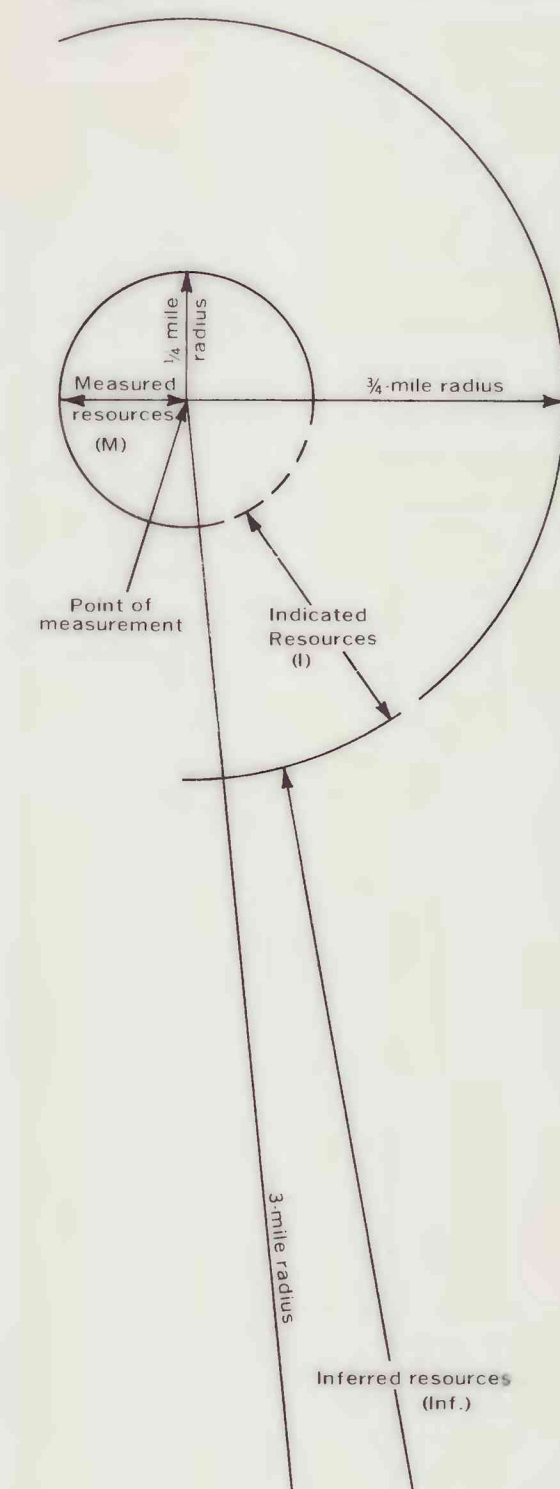 ¼ mile
radius
Measured
resources
(M)
¾-mile radius
Point of
measurement
Indicated
Resources
(I)
3-mile radius
Inferred resources
(Inf.)